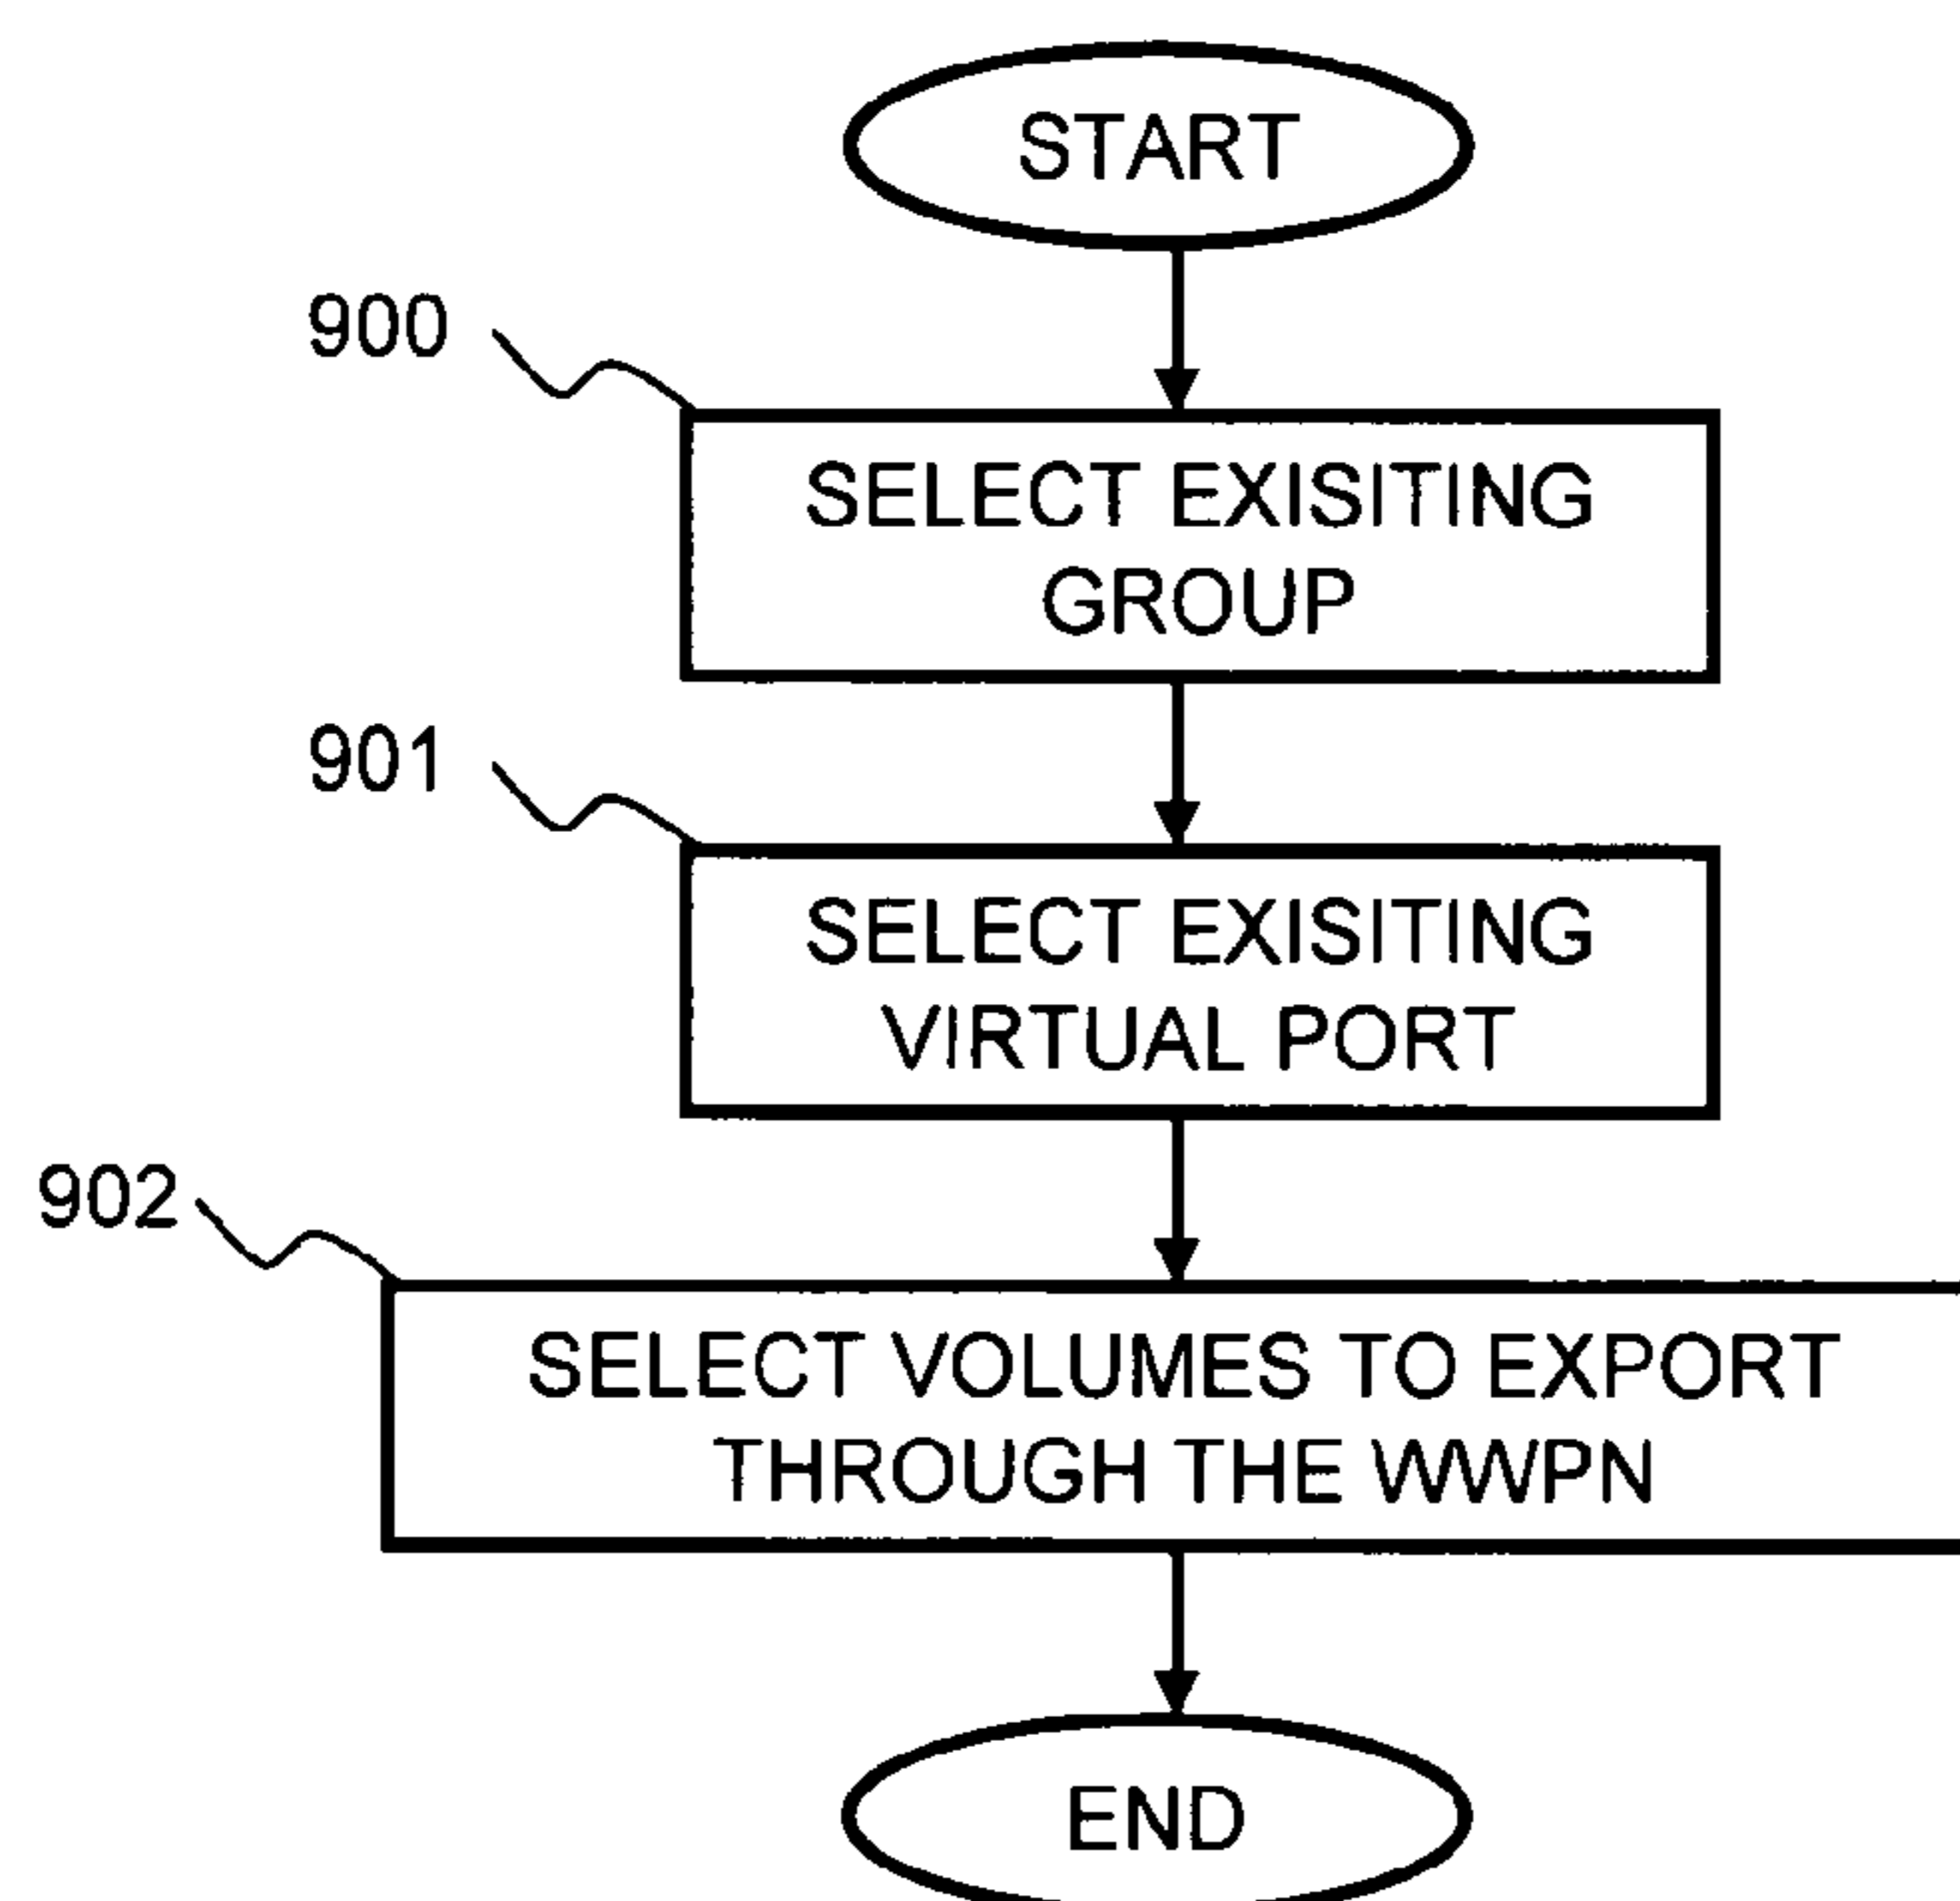 START
900
SELECT EXISITING
GROUP
901
SELECT EXISITING
VIRTUAL PORT
902
SELECT VOLUMES TO EXPORT
THROUGH THE WWPN
END